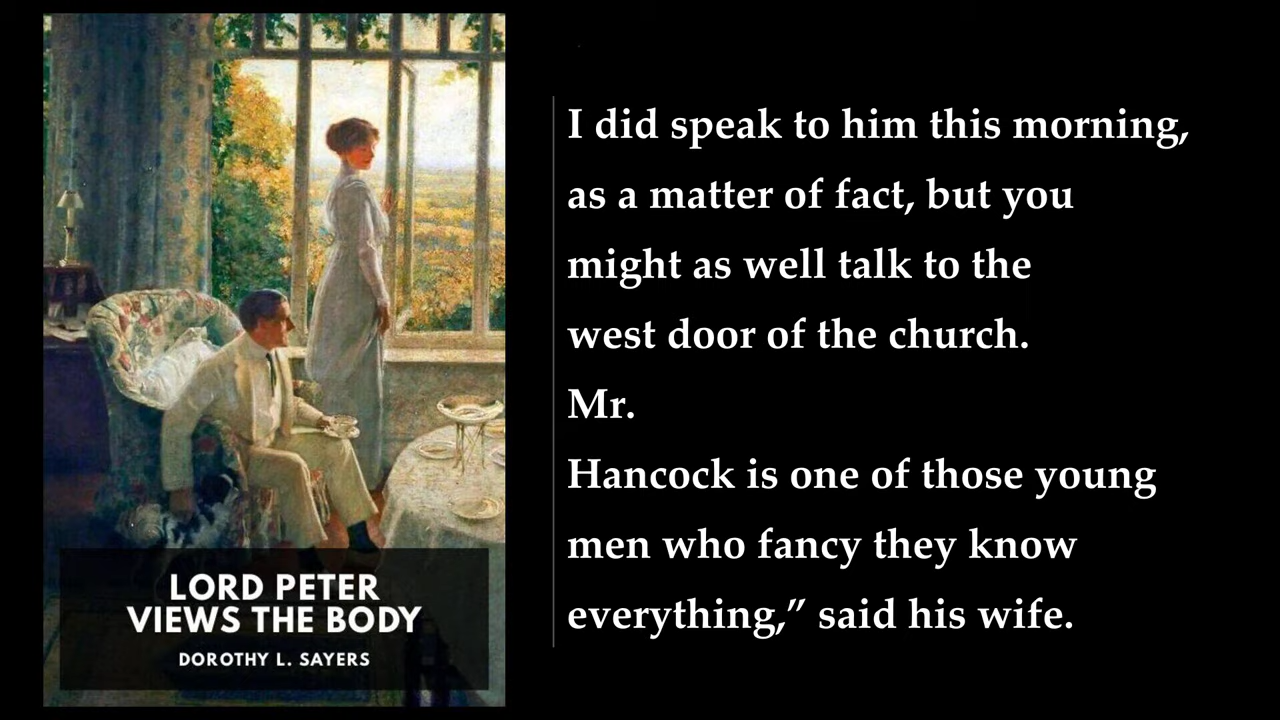 LORD PETER
VIEWS THE BODY
DOROTHY L. SAYERS
I did speak to him this morning,
as a matter of fact, but you
might as well talk to the
west door of the church.
Mr.
Hancock is one of those young
men who fancy they know
everything,” said his wife.